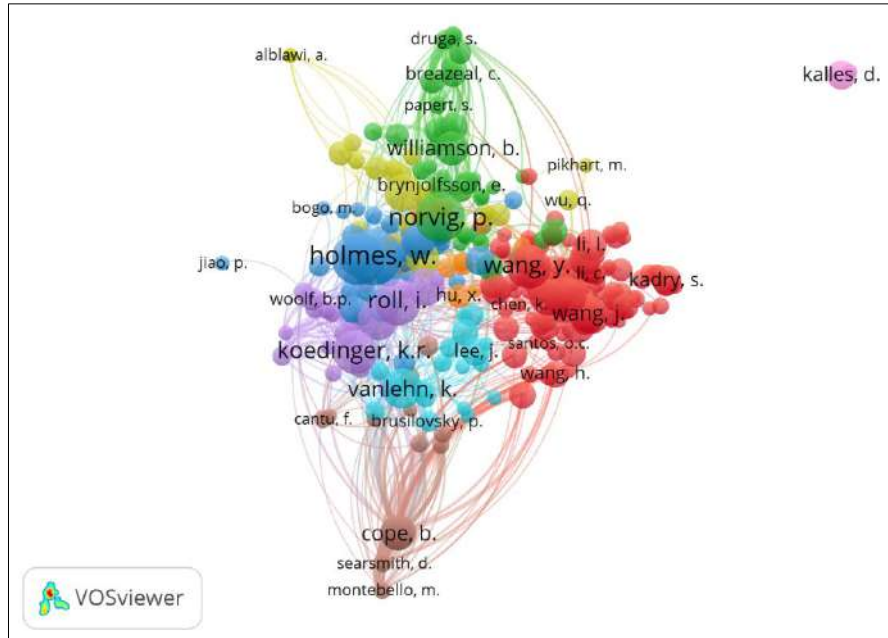 druga, s.
alblawi, a.
breazeal, c.
kalles, d.
papert, s.
williamson, b.
pikhart, m.
brynjolfsson, e.
wu, q.
bogo, m.
norvig, p.
li, l.
holmes, w.
jiao, p.
wang, y.
li, c.
kadry, s.
woolf, b.p.
roll, i.
hu, x.
chen, k.
wang, j.
santos, o.c.
koedinger, k.r.
lee, j.
wang, h.
vanlehn, k.
cantu, f.
brusilovsky, p.
cope, b.
searsmith, d.
montebello, m.
VOSviewer